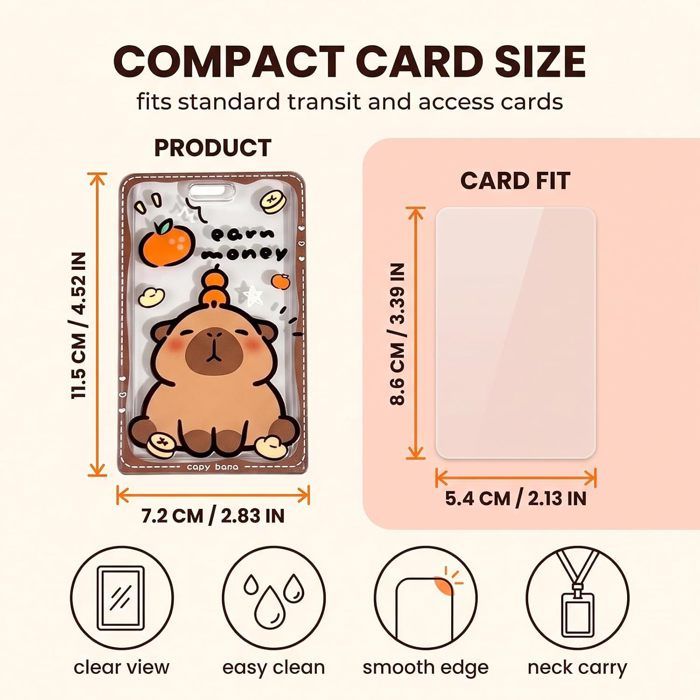 COMPACT CARD SIZE
fits standard transit and access cards
PRODUCT
CARD FIT
earn
money
capy bana
11.5 CM / 4.52 IN
7.2 CM / 2.83 IN
8.6 CM / 3.39 IN
5.4 CM / 2.13 IN
clear view
easy clean
smooth edge
neck carry